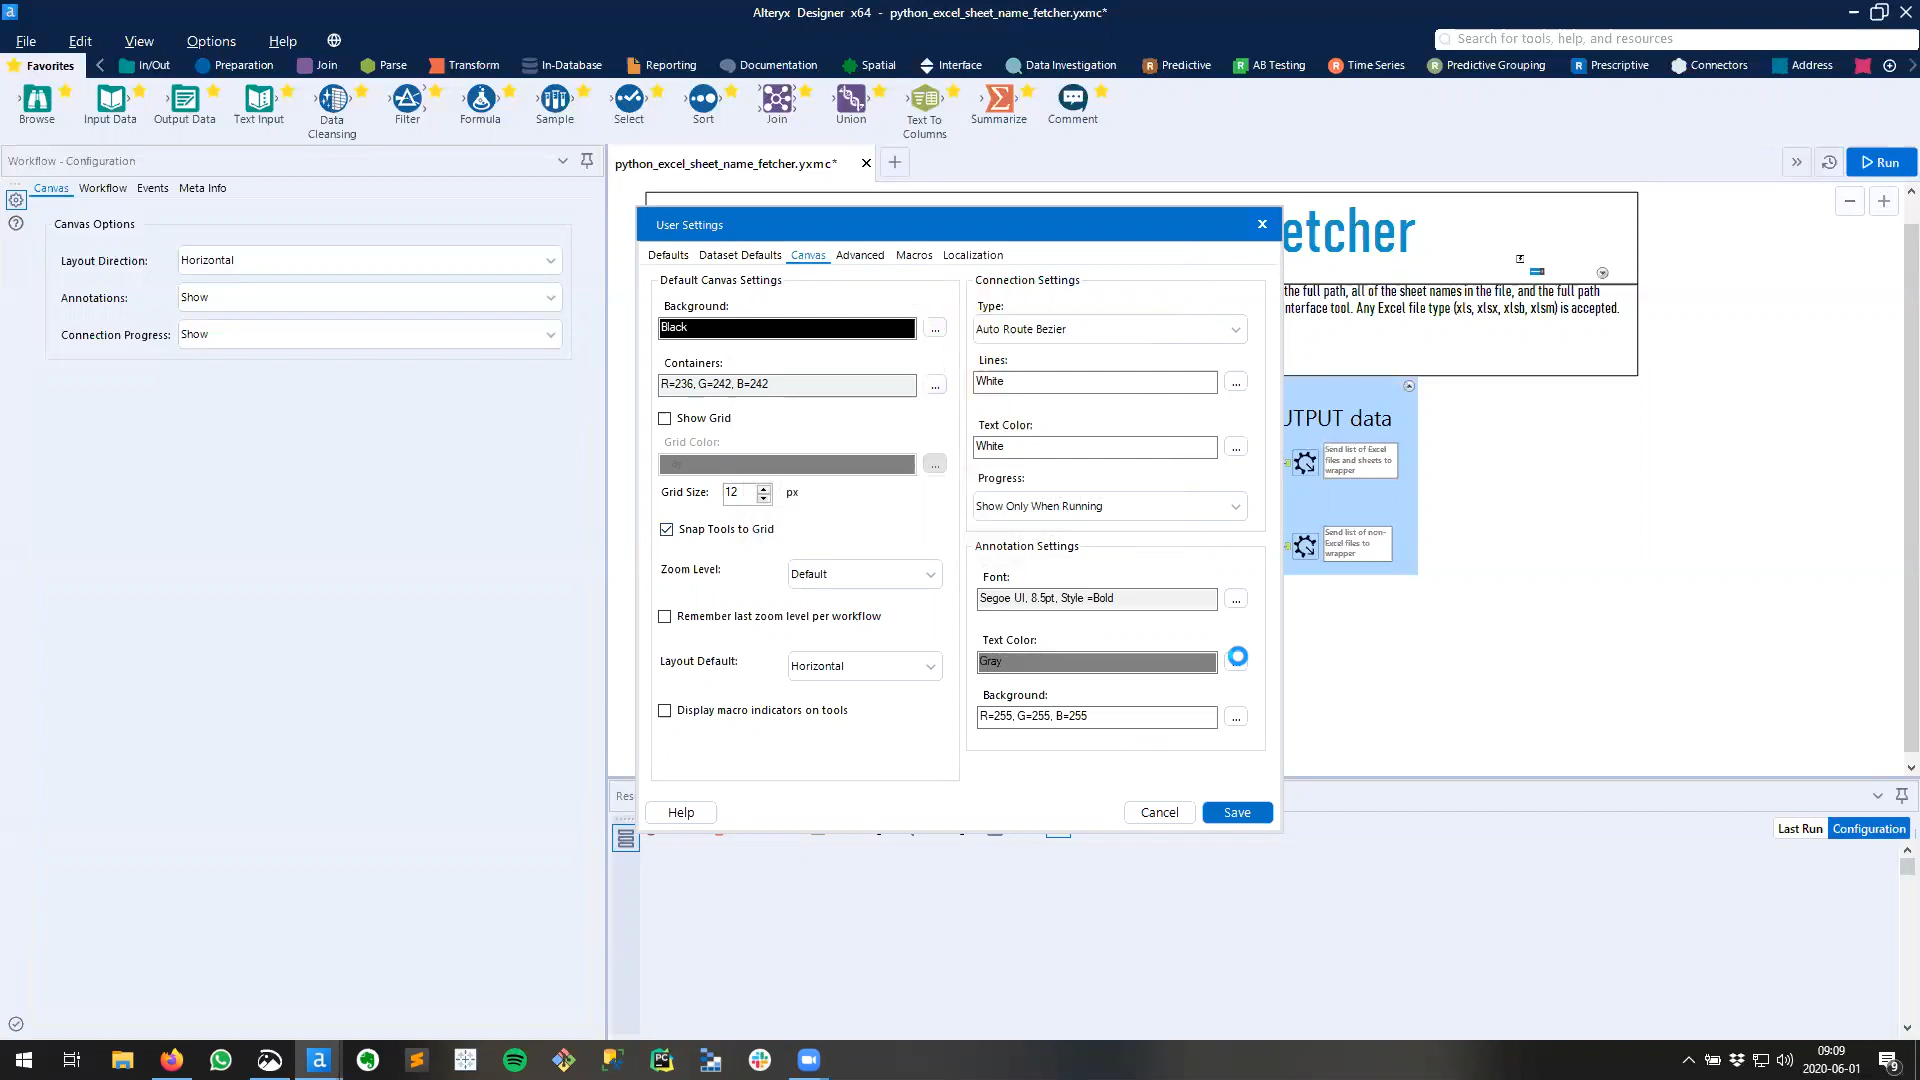 Alteryx Designer x64 - python_excel_sheet_name_fetcher.yxmc*
File Edit View Options Help
Search for tools, help, and resources
Favorites In/Out Preparation Join Parse Transform In-Database Reporting Documentation Spatial Interface Data Investigation Predictive AB Testing Time Series Predictive Grouping Prescriptive Connectors Address
Browse Input Data Output Data Text Input Data Cleansing Filter Formula Sample Select Sort Join Union Text To Columns Summarize Comment
Workflow - Configuration
python_excel_sheet_name_fetcher.yxmc*
Run
Canvas Workflow Events Meta Info
Canvas Options
Layout Direction: Horizontal
Annotations: Show
Connection Progress: Show
etcher
the full path, all of the sheet names in the file, and the full path
nterface tool. Any Excel file type (xls, xlsx, xlsb, xlsm) is accepted.
UTPUT data
Send list of Excel
files and sheets to
wrapper
Send list of non-
Excel files to
wrapper
User Settings
Defaults Dataset Defaults Canvas Advanced Macros Localization
Default Canvas Settings
Background:
Black
...
Containers:
R=236, G=242, B=242
...
Show Grid
Grid Color:
...
Grid Size: 12 px
Snap Tools to Grid
Zoom Level: Default
Remember last zoom level per workflow
Layout Default: Horizontal
Display macro indicators on tools
Connection Settings
Type:
Auto Route Bezier
Lines:
White
...
Text Color:
White
...
Progress:
Show Only When Running
Annotation Settings
Font:
Segoe UI, 8.5pt, Style =Bold
...
Text Color:
Gray
Background:
R=255, G=255, B=255
...
Help Cancel Save
Res
Last Run Configuration
09:09
2020-06-01
9